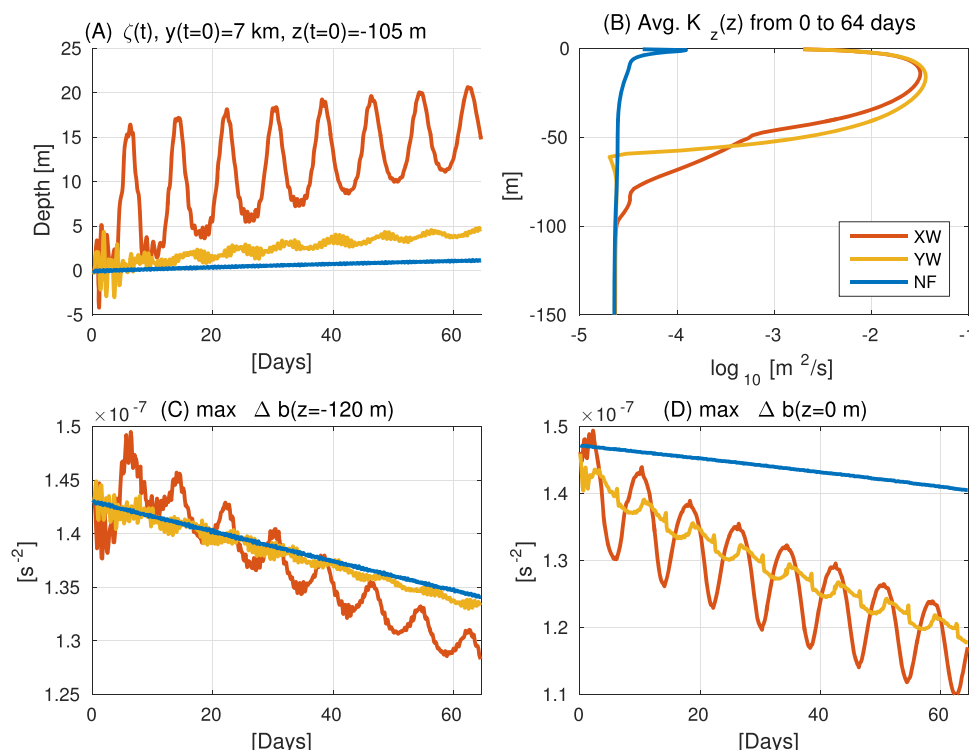 (A) ζ(t), y(t=0)=7 km, z(t=0)=-105 m
25
20
15
10
5
0
-5
Depth [m]
0 20 40 60
[Days]
(B) Avg. K_z(z) from 0 to 64 days
0
-50
-100
-150
[m]
XW
YW
NF
-5 -4 -3 -2 -1
log_10 [m^2/s]
(C) max Δ b(z=-120 m)
×10^-7
1.5
1.45
1.4
1.35
1.3
1.25
[s^-2]
0 20 40 60
[Days]
(D) max Δ b(z=0 m)
×10^-7
1.5
1.4
1.3
1.2
1.1
[s^-2]
0 20 40 60
[Days]